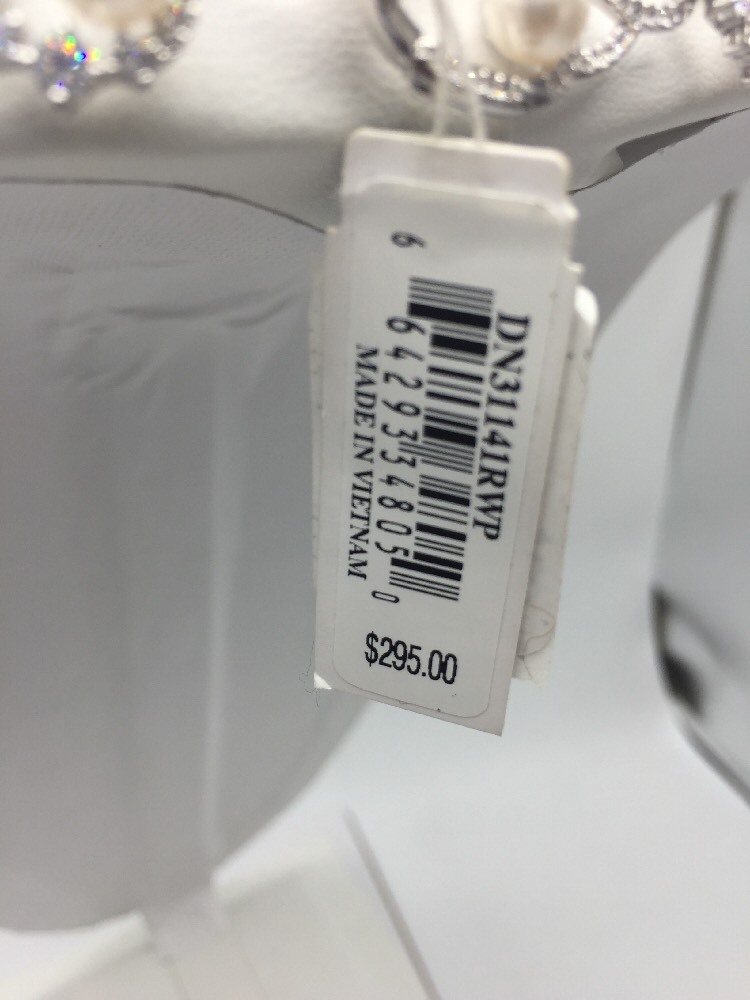 DN31141RWP
6 64293 34805 0
MADE IN VIETNAM
$295.00